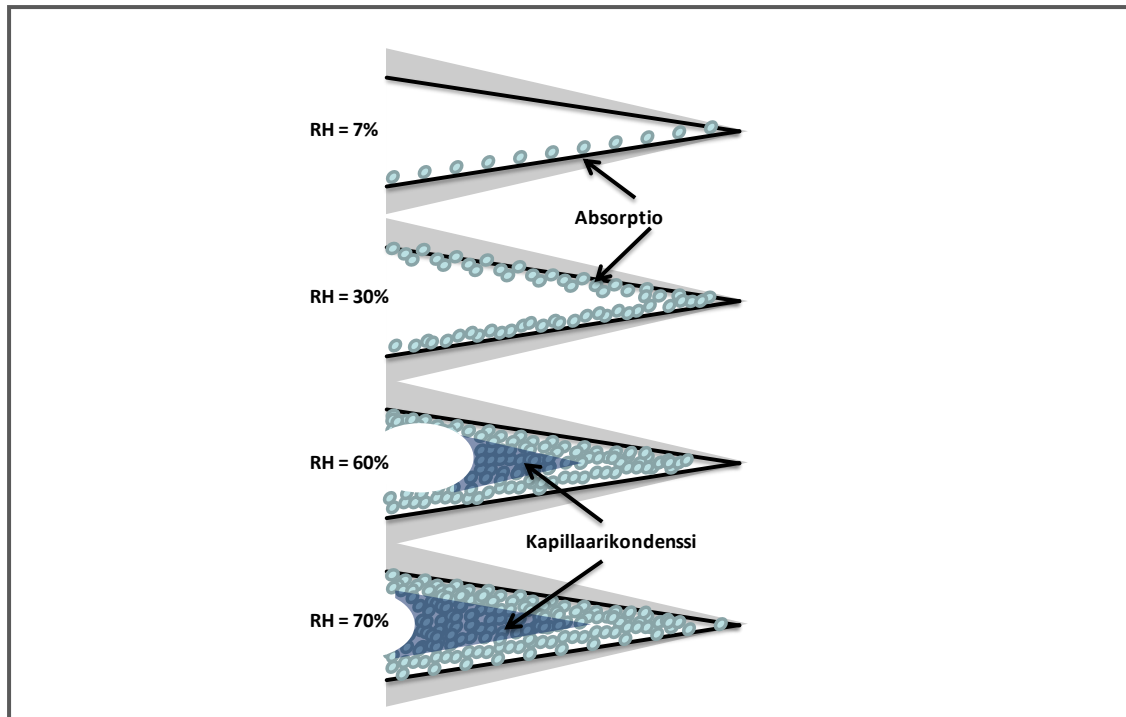 RH = 7%
Absorptio
RH = 30%
RH = 60%
Kapillaarikondenssi
RH = 70%